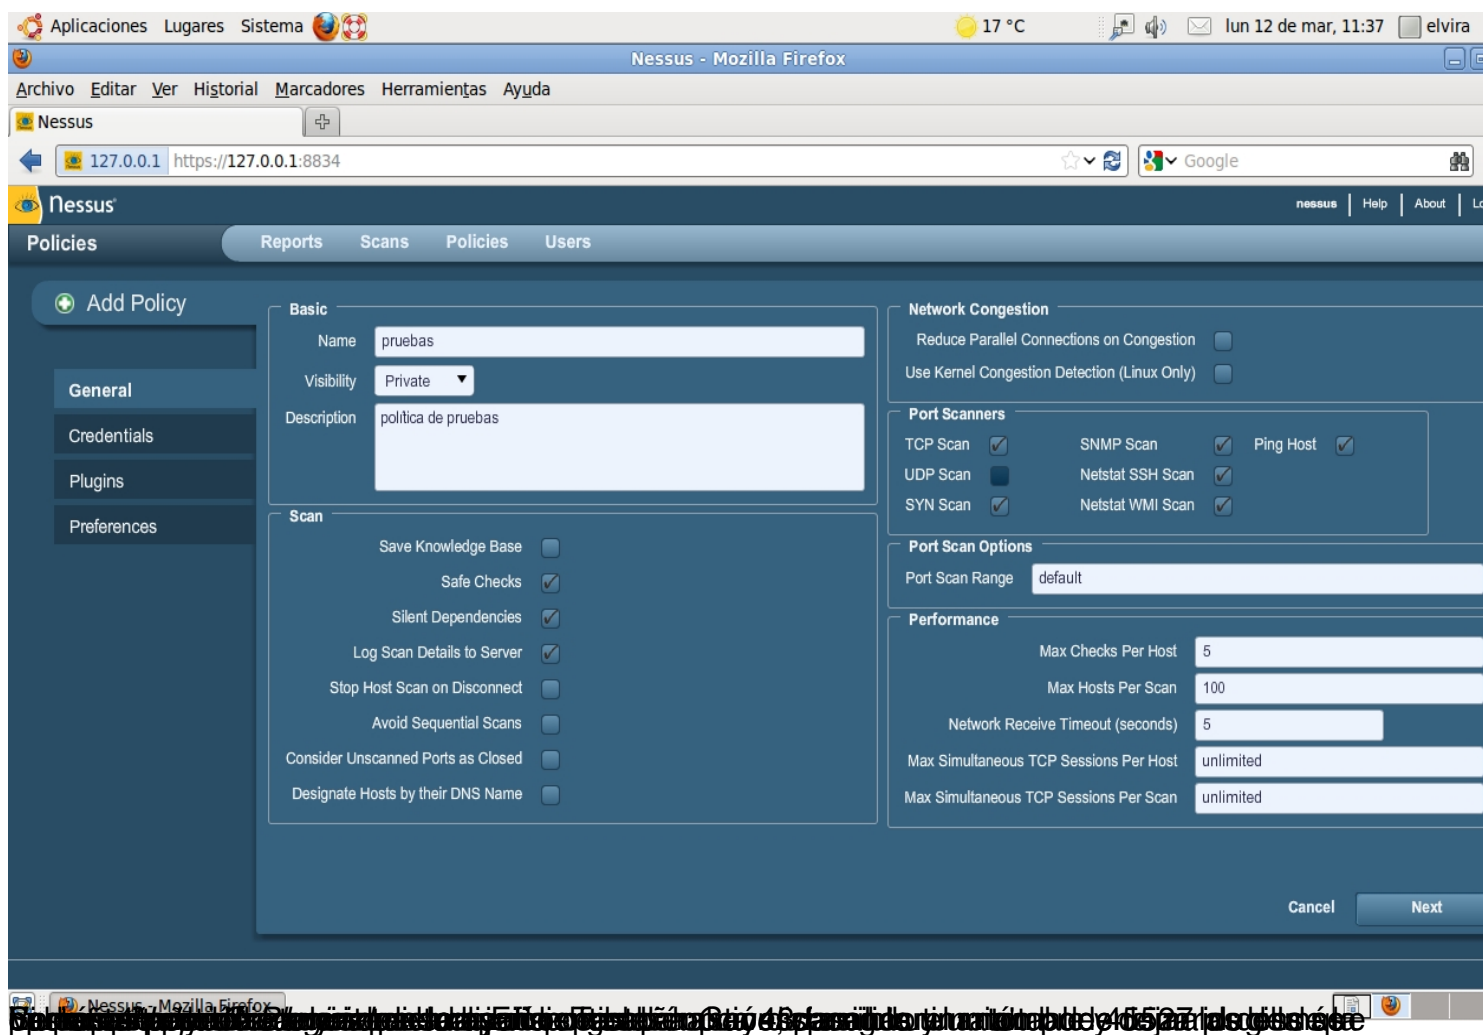 Aplicaciones Lugares Sistema 17 °C lun 12 de mar, 11:37 elvira
Nessus - Mozilla Firefox
Archivo Editar Ver Historial Marcadores Herramientas Ayuda
Nessus
127.0.0.1 https://127.0.0.1:8834 Google
nessus nessus Help About
Policies Reports Scans Policies Users
Add Policy
General
Credentials
Plugins
Preferences
Basic
Name pruebas
Visibility Private
Description política de pruebas
Scan
Save Knowledge Base
Safe Checks
Silent Dependencies
Log Scan Details to Server
Stop Host Scan on Disconnect
Avoid Sequential Scans
Consider Unscanned Ports as Closed
Designate Hosts by their DNS Name
Network Congestion
Reduce Parallel Connections on Congestion
Use Kernel Congestion Detection (Linux Only)
Port Scanners
TCP Scan SNMP Scan Ping Host
UDP Scan Netstat SSH Scan
SYN Scan Netstat WMI Scan
Port Scan Options
Port Scan Range default
Performance
Max Checks Per Host 5
Max Hosts Per Scan 100
Network Receive Timeout (seconds) 5
Max Simultaneous TCP Sessions Per Host unlimited
Max Simultaneous TCP Sessions Per Scan unlimited
Cancel Next
Nessus - Mozilla Firefox